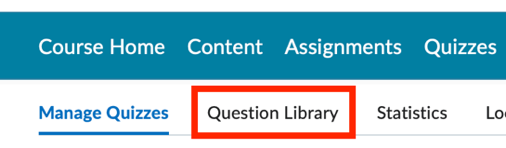 Course Home Content Assignments Quizzes
Manage Quizzes Question Library Statistics